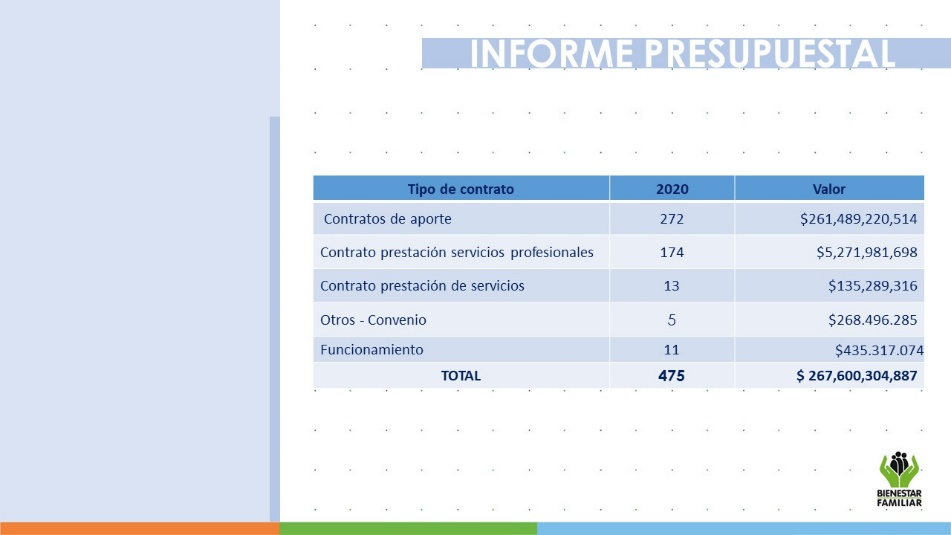 INFORME PRESUPUESTAL
Tipo de contrato 2020 Valor
Contratos de aporte 272 $261,489,220,514
Contrato prestación servicios profesionales 174 $5,271,981,698
Contrato prestación de servicios 13 $135,289,316
Otros - Convenio 5 $268.496.285
Funcionamiento 11 $435.317.074
TOTAL 475 $ 267,600,304,887
BIENESTAR
FAMILIAR